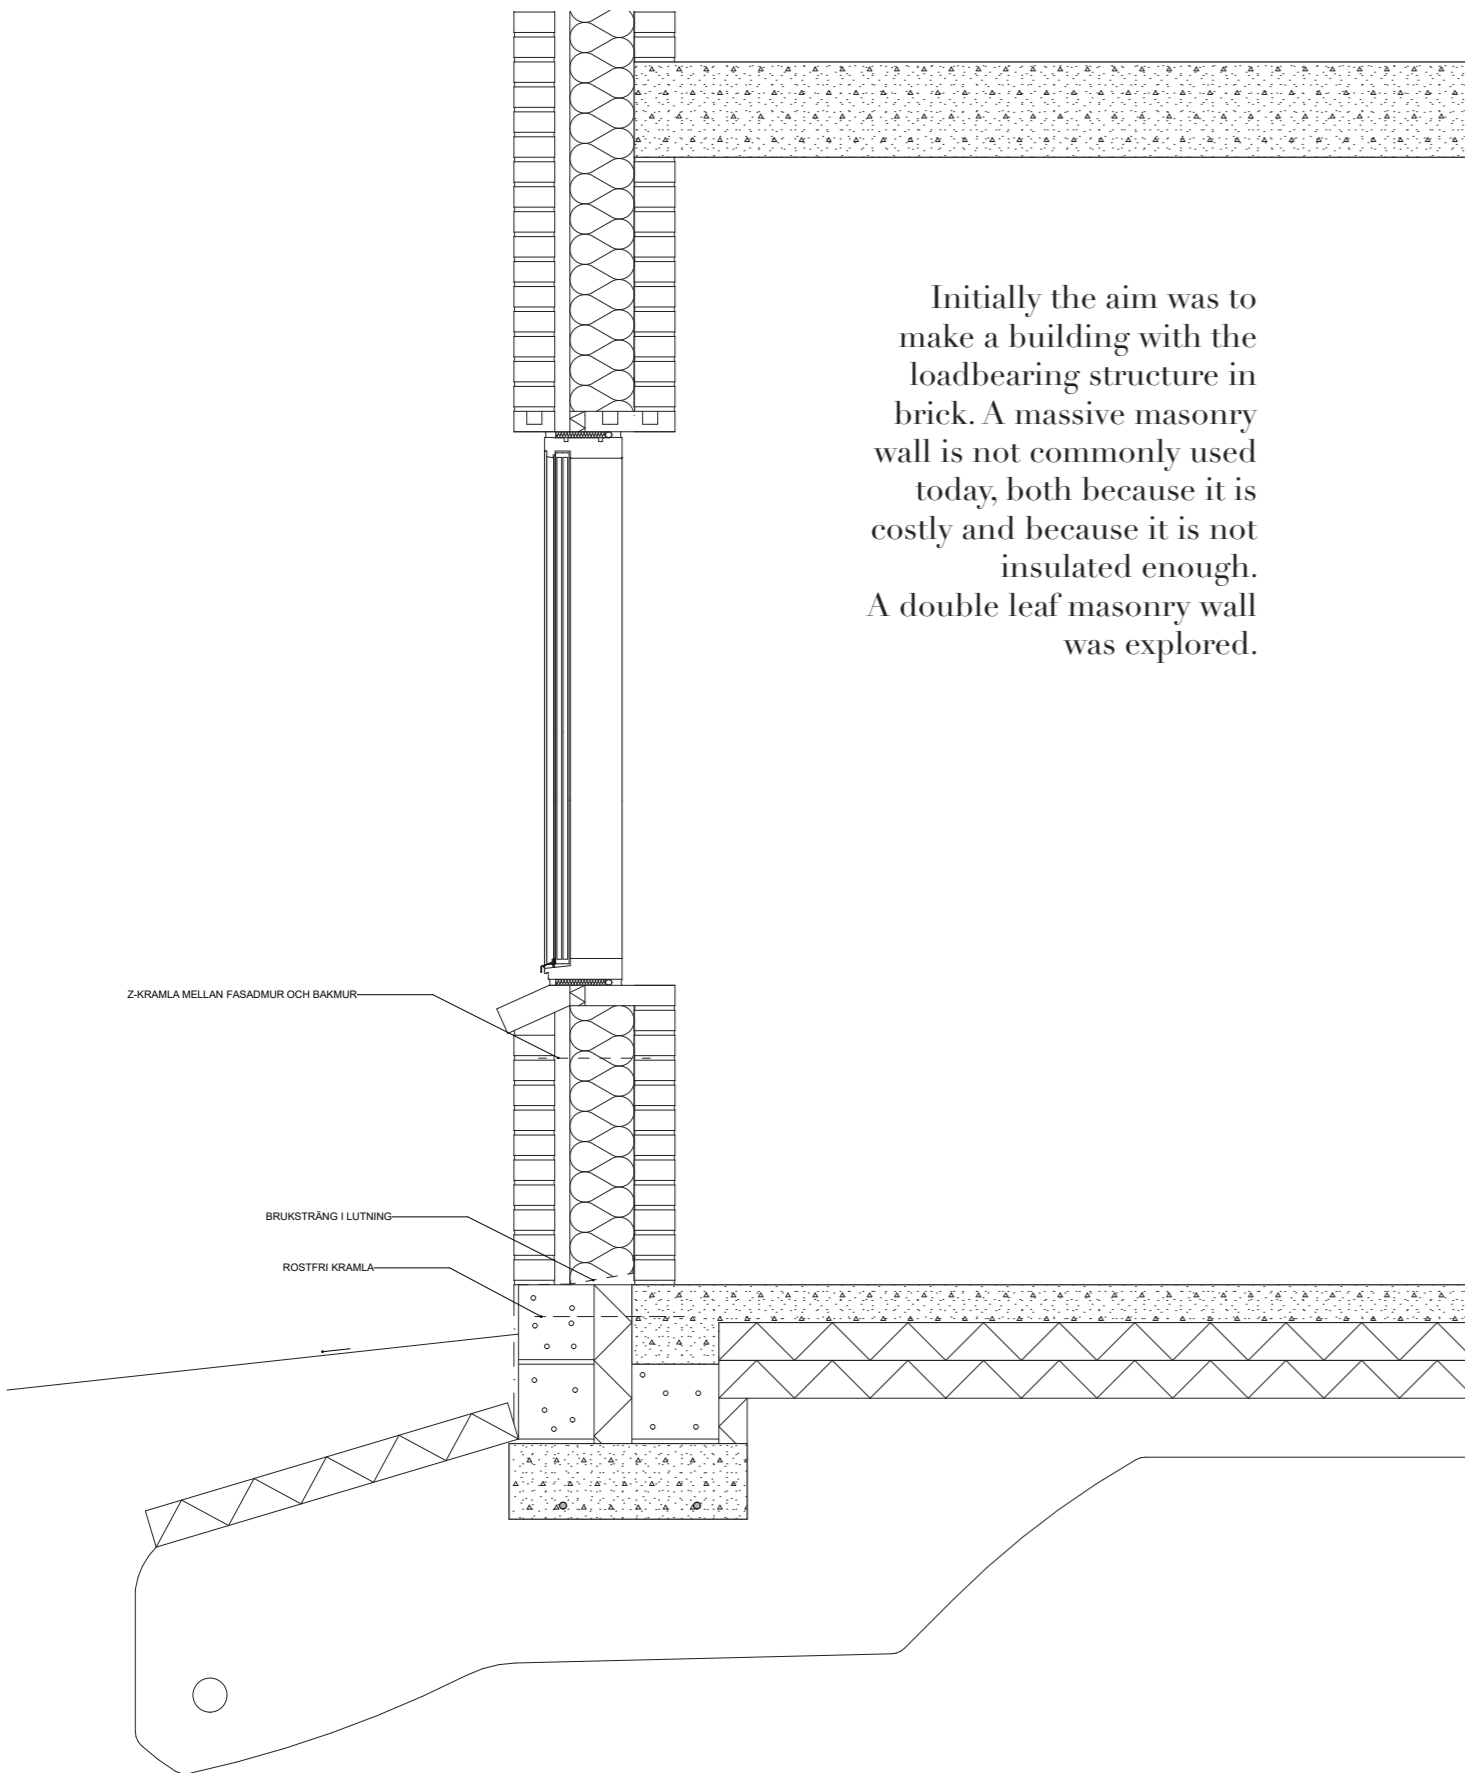 Initially the aim was to
make a building with the
loadbearing structure in
brick. A massive masonry
wall is not commonly used
today, both because it is
costly and because it is not
insulated enough.
A double leaf masonry wall
was explored.
Z-KRAMLA MELLAN FASADMUR OCH BAKMUR
BRUKSTRÄNG I LUTNING
ROSTFRI KRAMLA